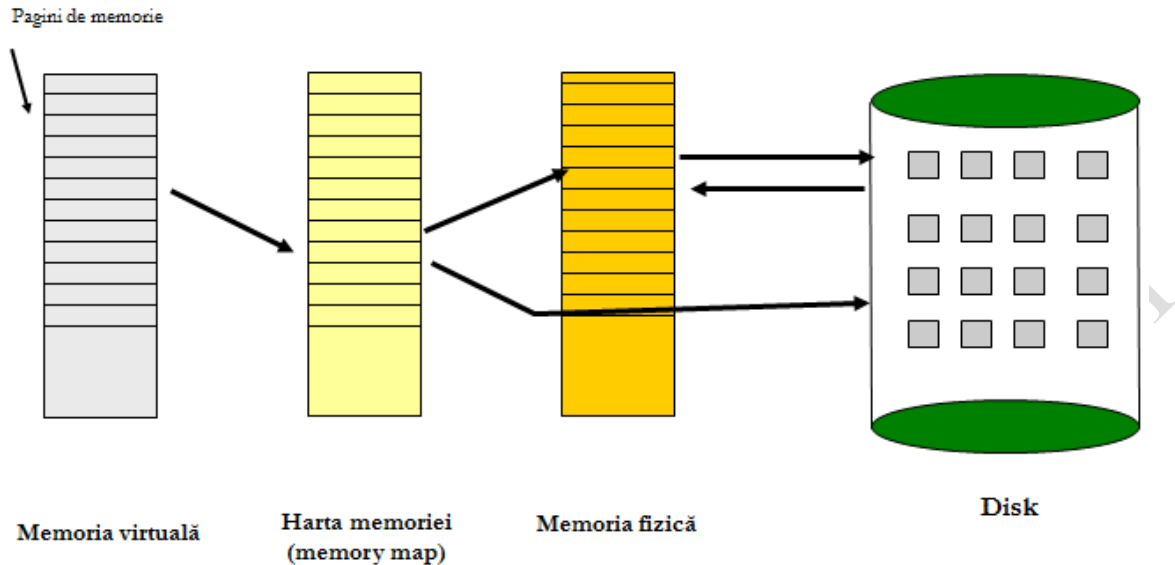 Pagini de memorie
Memoria virtuală
Harta memoriei
(memory map)
Memoria fizică
Disk